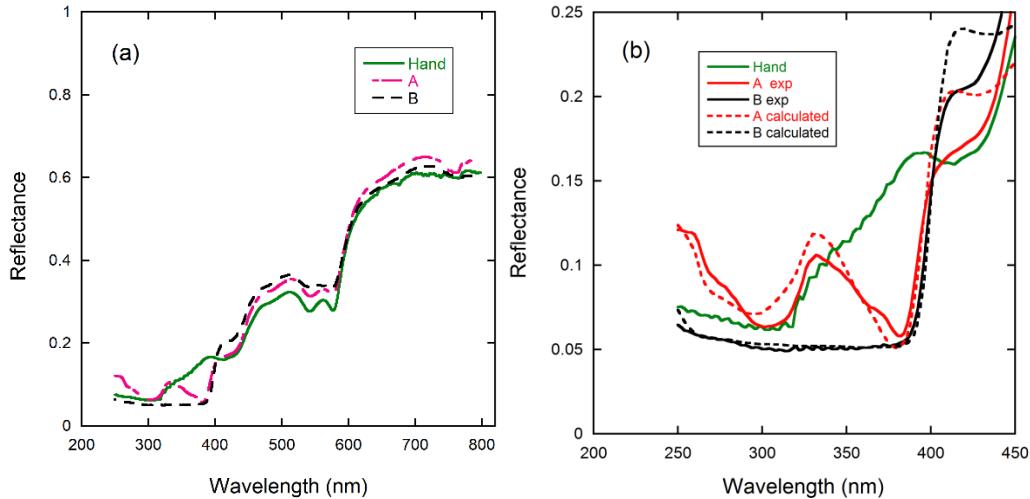 (a)
Hand
A
B
1
0.8
0.6
0.4
0.2
0
200 300 400 500 600 700 800
Reflectance
Wavelength (nm)
(b)
Hand
A exp
B exp
A calculated
B calculated
0.25
0.20
0.15
0.10
0.05
0
200 250 300 350 400 450
Reflectance
Wavelength (nm)